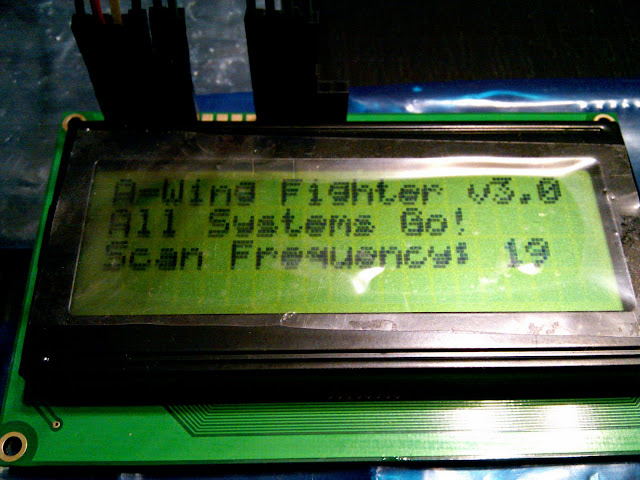 A-Wing Fighter v3.0
All Systems Go!
Scan Frequency: 19